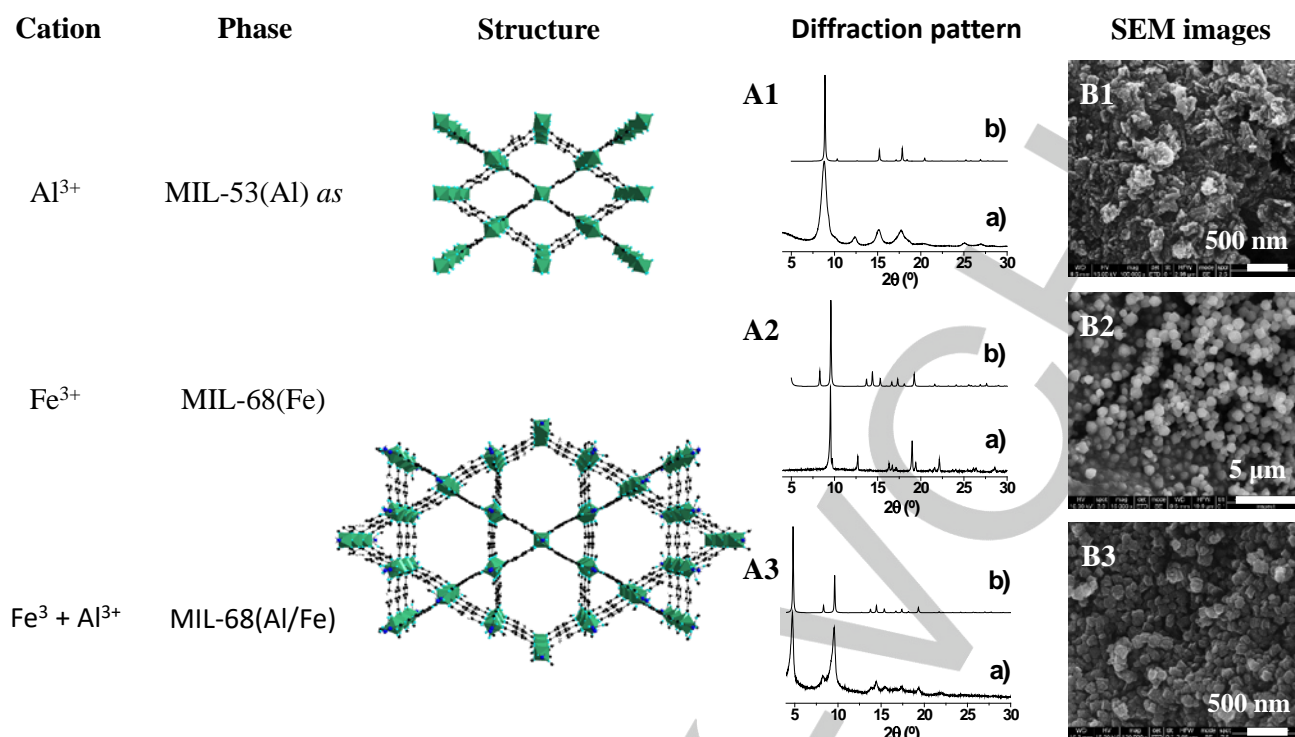 Cation Phase Structure Diffraction pattern SEM images
A1
b)
a)
5 10 15 20 25 30
2θ (º)
B1
500 nm
Al³⁺ MIL-53(Al) as
A2
b)
a)
5 10 15 20 25 30
2θ (º)
B2
5 µm
Fe³⁺ MIL-68(Fe)
A3
b)
a)
5 10 15 20 25 30
2θ (º)
B3
500 nm
Fe³ + Al³⁺ MIL-68(Al/Fe)